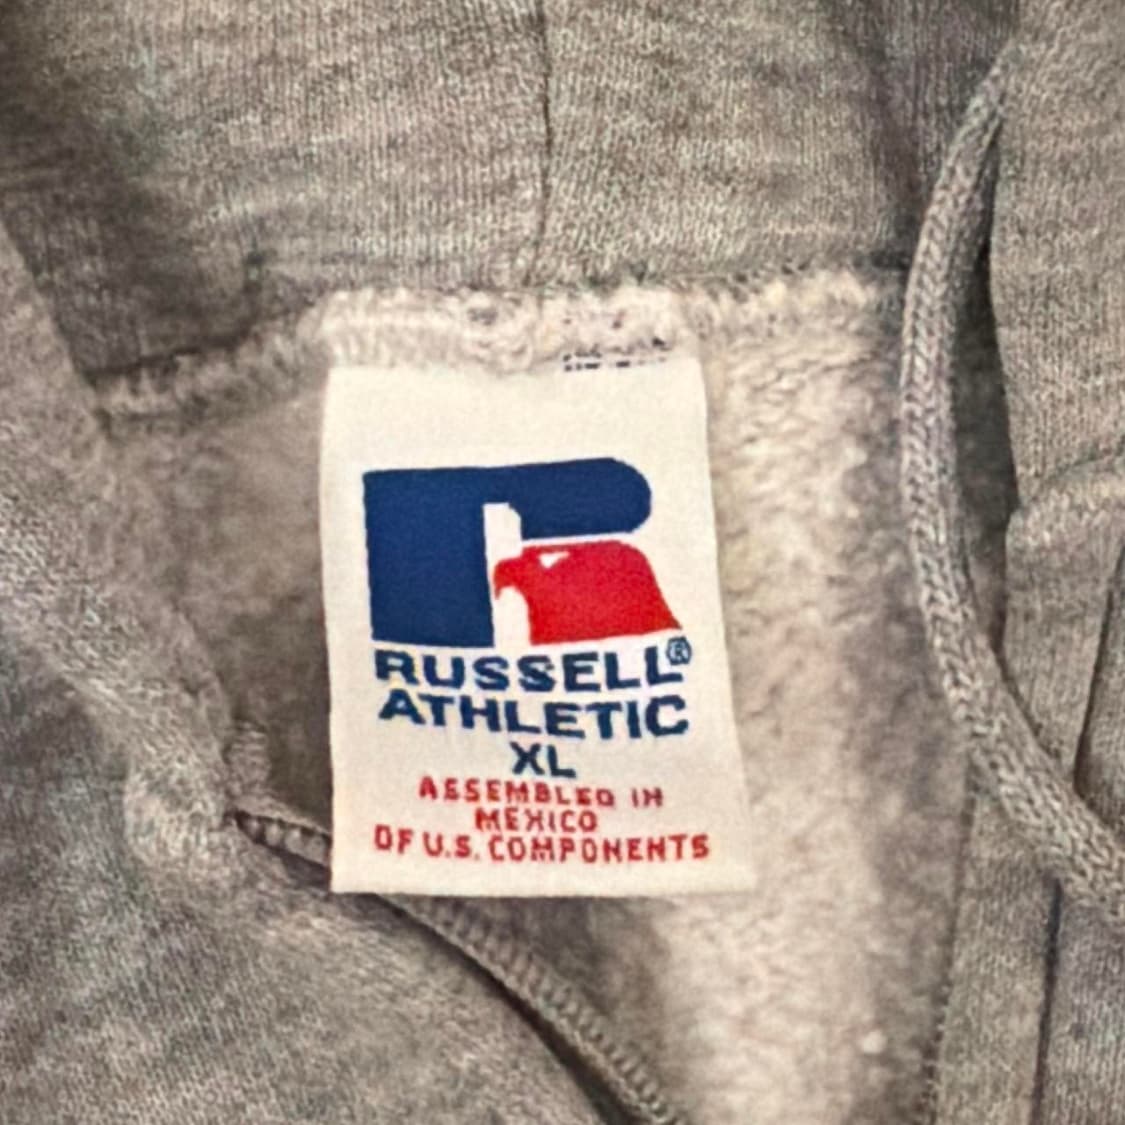 RUSSELL®
ATHLETIC
XL
ASSEMBLED IN
MEXICO
OF U.S. COMPONENTS